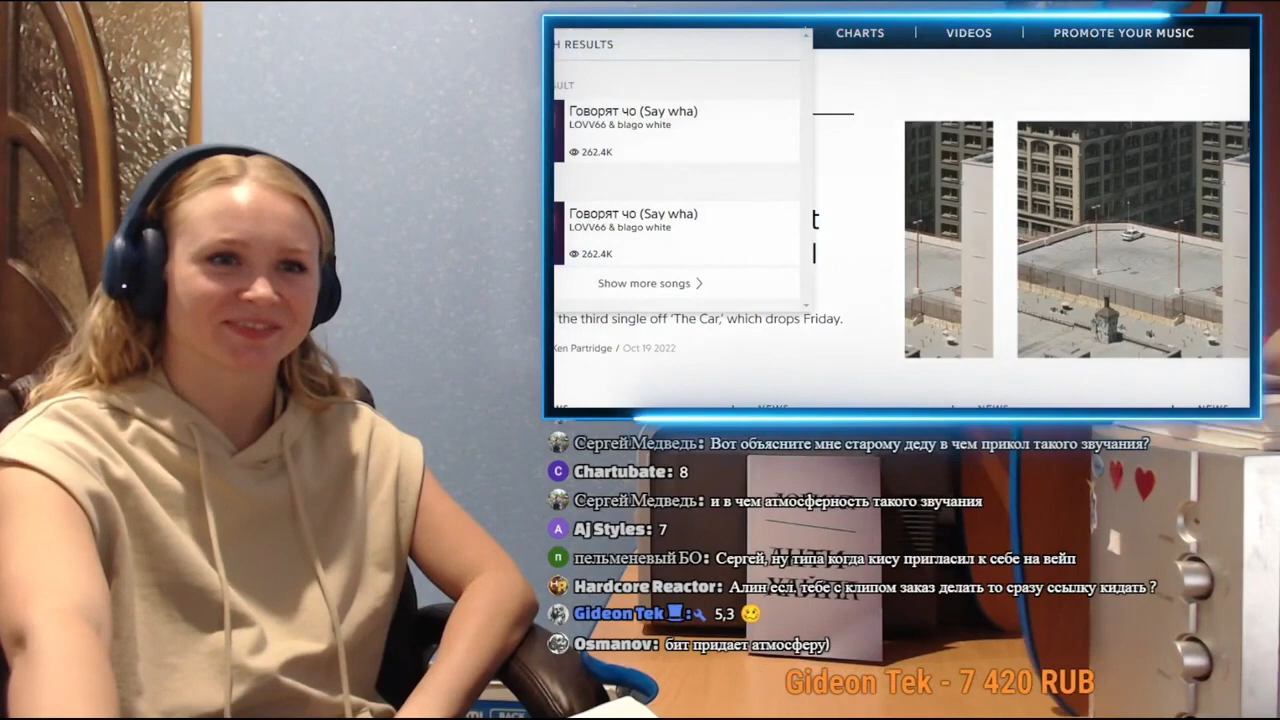 CHARTS
VIDEOS
PROMOTE YOUR MUSIC
H RESULTS
SULT
Говорят чо (Say wha)
LOVV66 & blago white
262.4K
Говорят чо (Say wha)
LOVV66 & blago white
262.4K
Show more songs
t
l
the third single off 'The Car,' which drops Friday.
Ken Partridge / Oct 19 2022
NEWS
NEWS
NEWS
Сергей Медведь: Вот объясните мне старому деду в чем прикол такого звучания?
C Chartubate: 8
Сергей Медведь: и в чем атмосферность такого звучания
A Aj Styles: 7
п пельменевый БО: Сергей, ну типа когда кису пригласил к себе на вейп
Hardcore Reactor: Алин есл. тебе с клипом заказ делать то сразу ссылку кидать ?
Gideon Tek: 5,3 🥴
Osmanov: бит придает атмосферу)
Gideon Tek - 7 420 RUB
BACK